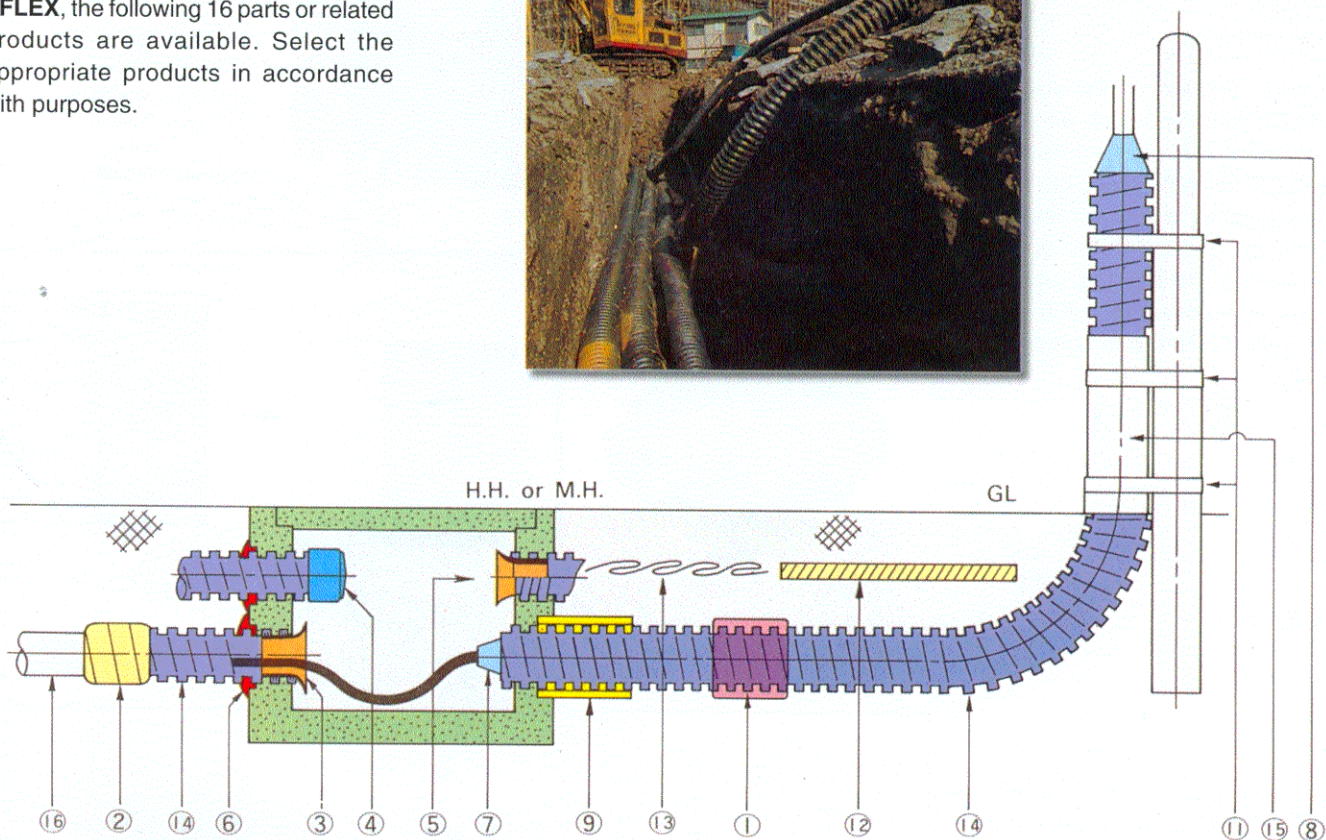 FLEX, the following 16 parts or related
roducts are available. Select the
ppropriate products in accordance
ith purposes.
H.H. or M.H.
GL
⑯ ② ⑭ ⑥ ③ ④ ⑤ ⑦ ⑨ ⑬ ① ⑫ ⑭ ⑪ ⑮ ⑧